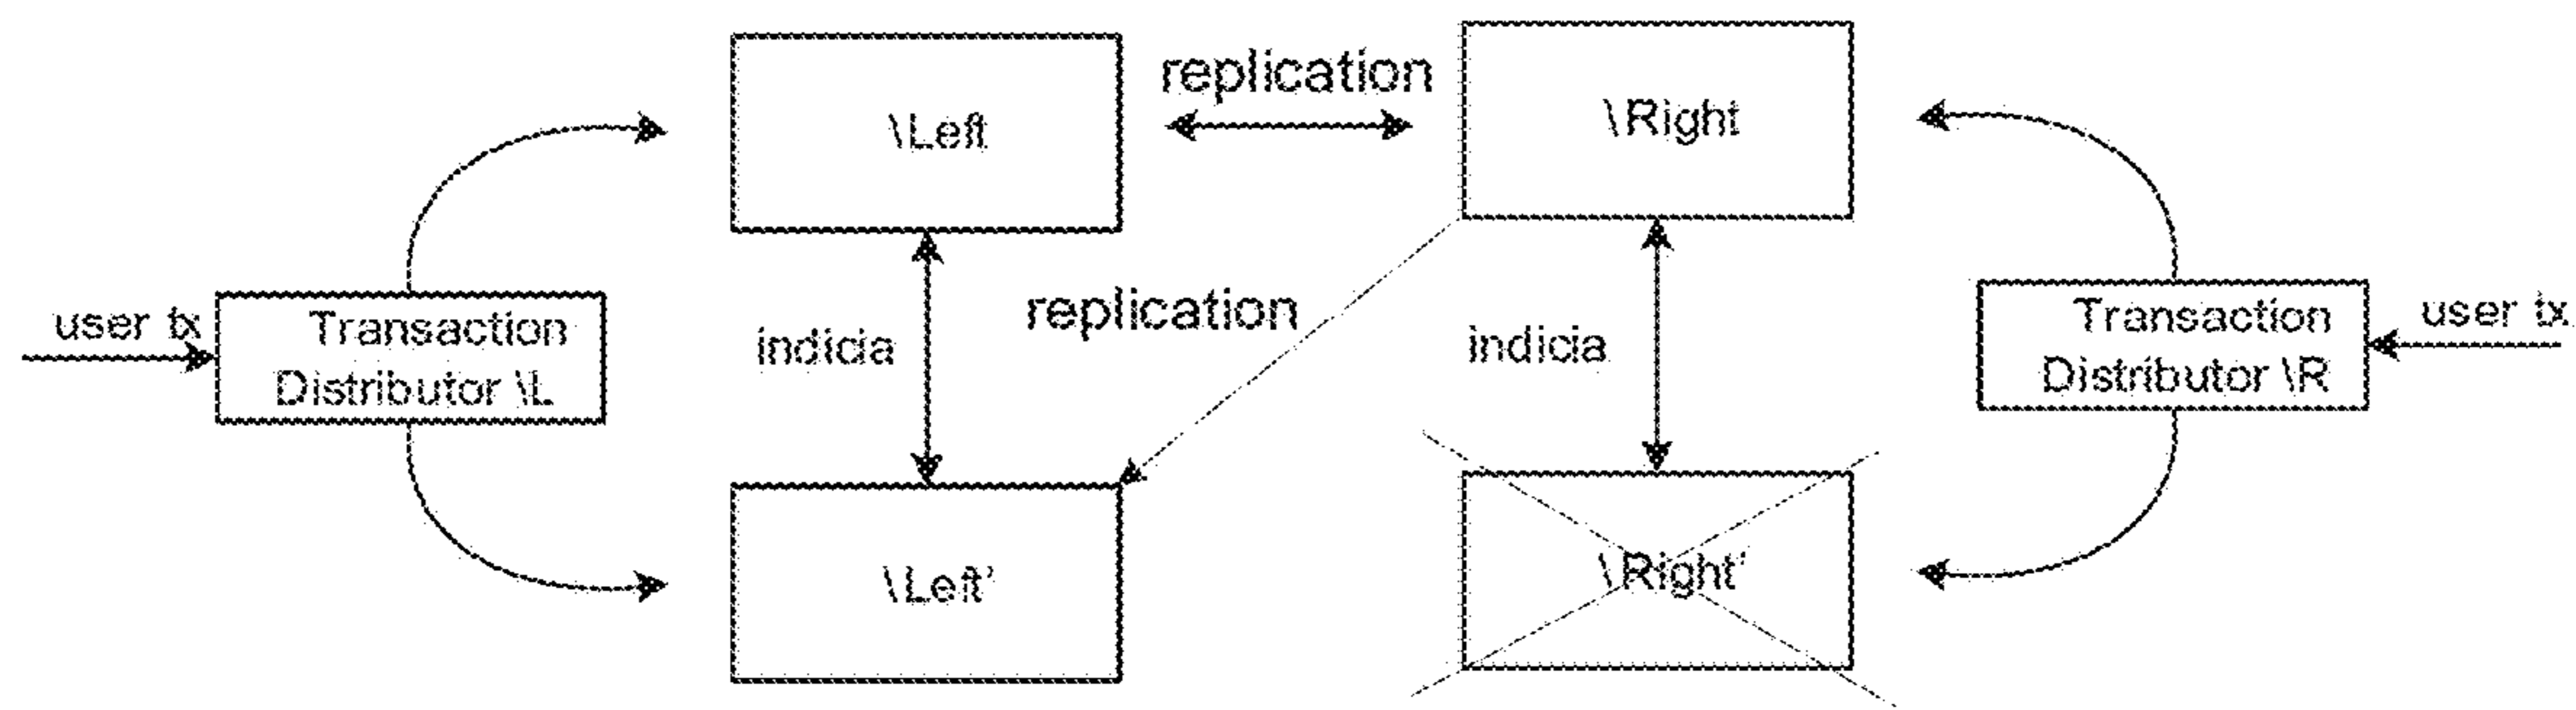 replication
\Left
\Right
user tx
Transaction
Distributor \L
indicia
replication
indicia
Transaction
Distributor \R
user tx
\Left'
\Right'